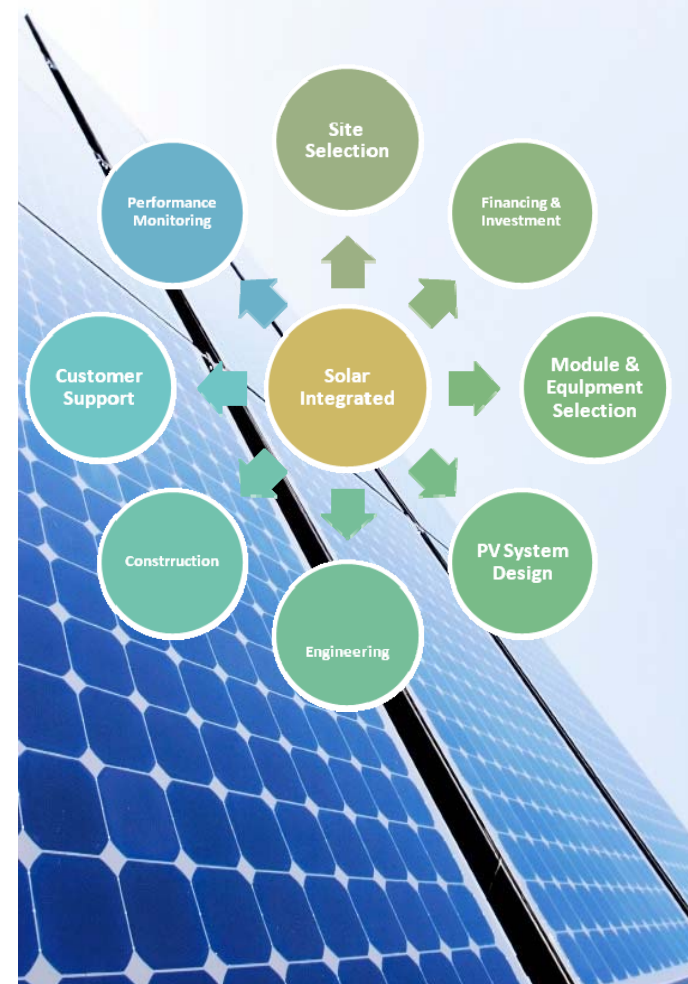 Site
Selection
Financing &
Investment
Module &
Equlpment
Selection
PV System
Design
Engineering
Constrruction
Customer
Support
Performance
Monitoring
Solar
Integrated